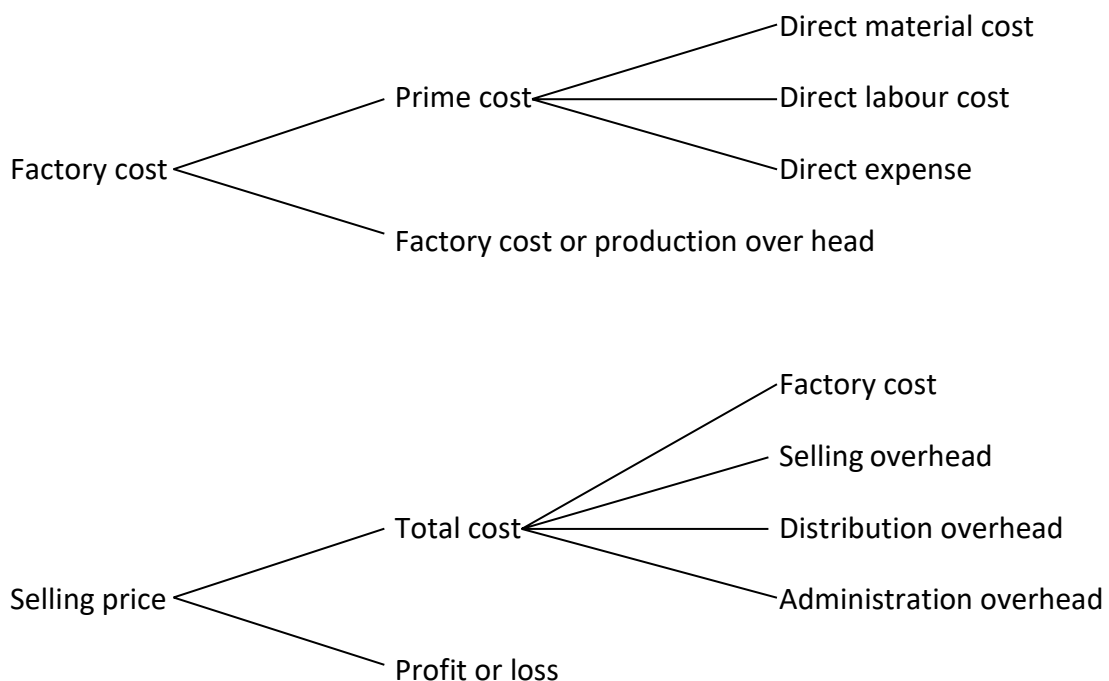 Direct material cost
Prime cost
Direct labour cost
Factory cost
Direct expense
Factory cost or production over head
Factory cost
Selling overhead
Total cost
Distribution overhead
Selling price
Administration overhead
Profit or loss